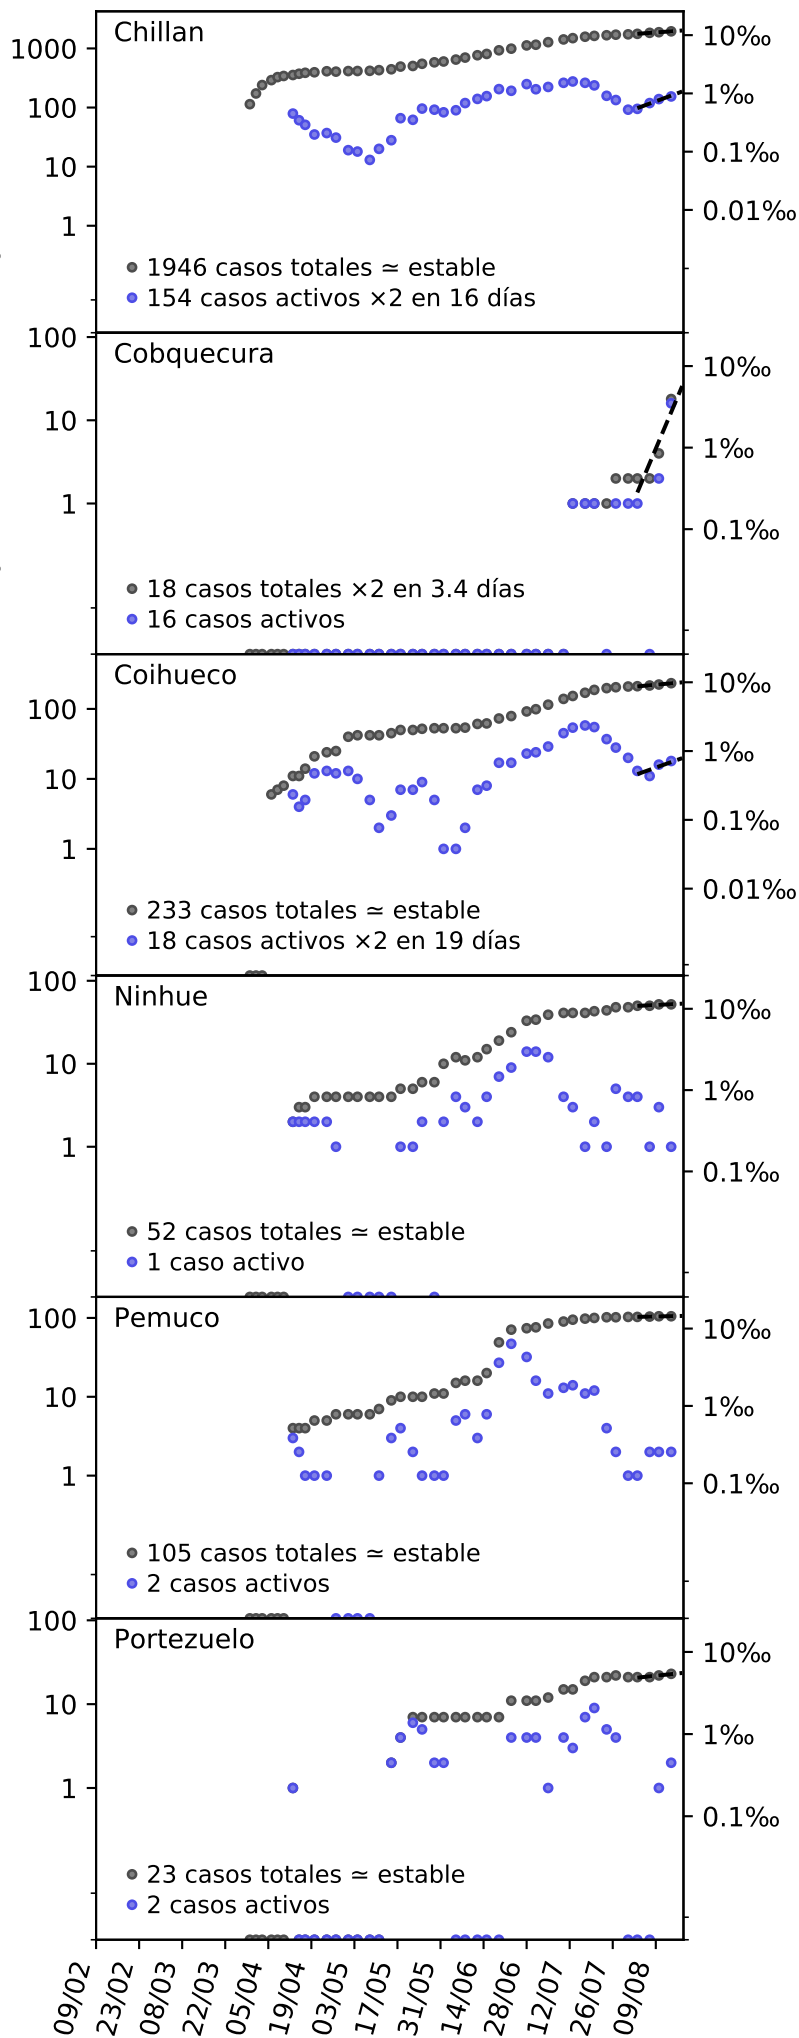 Chillan
1000
100
10
1
10‰
1‰
0.1‰
0.01‰
1946 casos totales ≃ estable
154 casos activos ×2 en 16 días
Cobquecura
100
10
1
10‰
1‰
0.1‰
18 casos totales ×2 en 3.4 días
16 casos activos
Coihueco
100
10
1
10‰
1‰
0.1‰
0.01‰
233 casos totales ≃ estable
18 casos activos ×2 en 19 días
Ninhue
100
10
1
10‰
1‰
0.1‰
52 casos totales ≃ estable
1 caso activo
Pemuco
100
10
1
10‰
1‰
0.1‰
105 casos totales ≃ estable
2 casos activos
Portezuelo
100
10
1
10‰
1‰
0.1‰
23 casos totales ≃ estable
2 casos activos
09/02
23/02
08/03
22/03
05/04
19/04
03/05
17/05
31/05
14/06
28/06
12/07
26/07
09/08